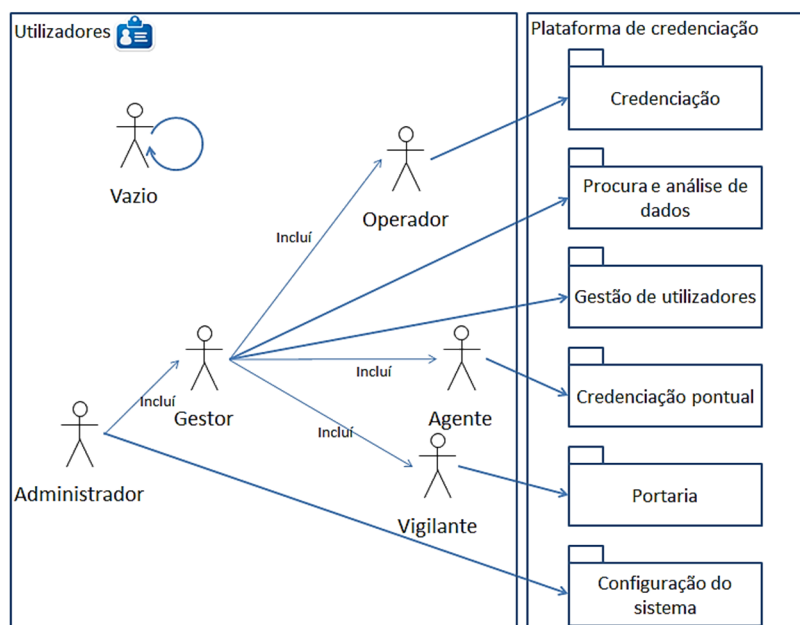 Utilizadores
Plataforma de credenciação
Credenciação
Vazio
Operador
Procura e análise de
dados
Incluí
Gestão de utilizadores
Incluí
Gestor
Agente
Credenciação pontual
Incluí
Incluí
Administrador
Vigilante
Portaria
Configuração do
sistema